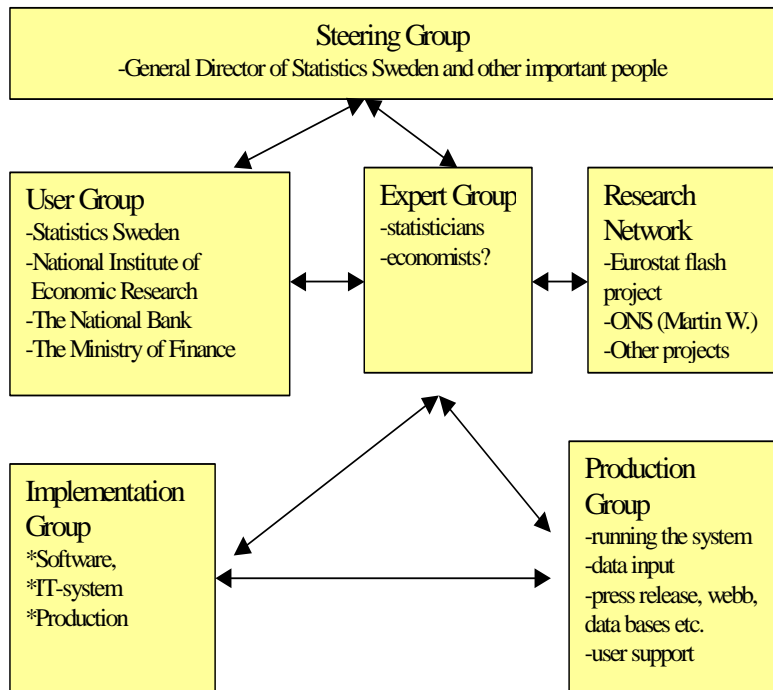 Steering Group
-General Director of Statistics Sweden and other important people
User Group
-Statistics Sweden
-National Institute of
Economic Research
-The National Bank
-The Ministry of Finance
Expert Group
-statisticians
-economists?
Research
Network
-Eurostat flash
project
-ONS (Martin W.)
-Other projects
Implementation
Group
*Software,
*IT-system
*Production
Production
Group
-running the system
-data input
-press release, webb,
data bases etc.
-user support